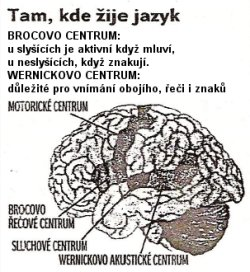 Tam, kde žije jazyk
BROCOVO CENTRUM:
u slyšících je aktivní když mluví,
u neslyšících, když znakují.
WERNICKOVO CENTRUM:
důležité pro vnímání obojího, řeči i znaků
MOTORICKÉ CENTRUM
BROCOVO
ŘEČOVÉ CENTRUM
SLUCHOVÉ CENTRUM
WERNICKOVO AKUSTICKÉ CENTRUM